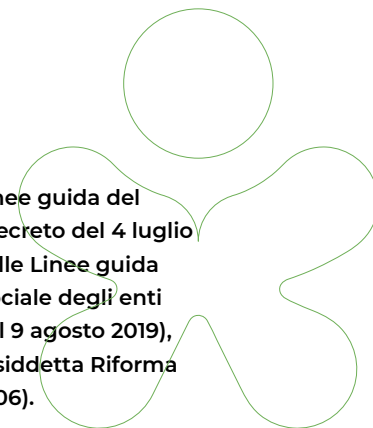 nee guida del
ecreto del 4 luglio
lle Linee guida
ciale degli enti
l 9 agosto 2019),
siddetta Riforma
06).